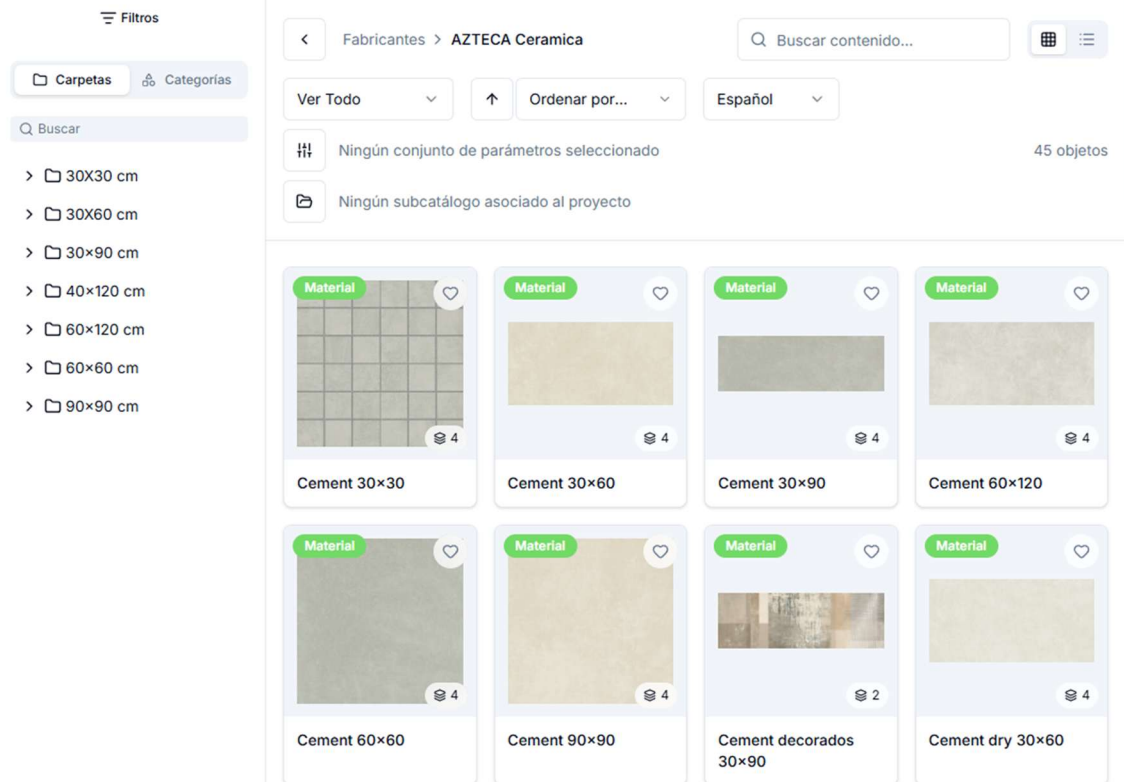 Filtros
Carpetas
Categorías
Buscar
30X30 cm
30X60 cm
30×90 cm
40×120 cm
60×120 cm
60×60 cm
90×90 cm
Fabricantes > AZTECA Ceramica
Buscar contenido...
Ver Todo
Ordenar por...
Español
Ningún conjunto de parámetros seleccionado
45 objetos
Ningún subcatálogo asociado al proyecto
Material
4
Cement 30×30
Material
4
Cement 30×60
Material
4
Cement 30×90
Material
4
Cement 60×120
Material
4
Cement 60×60
Material
4
Cement 90×90
Material
2
Cement decorados
30×90
Material
4
Cement dry 30×60